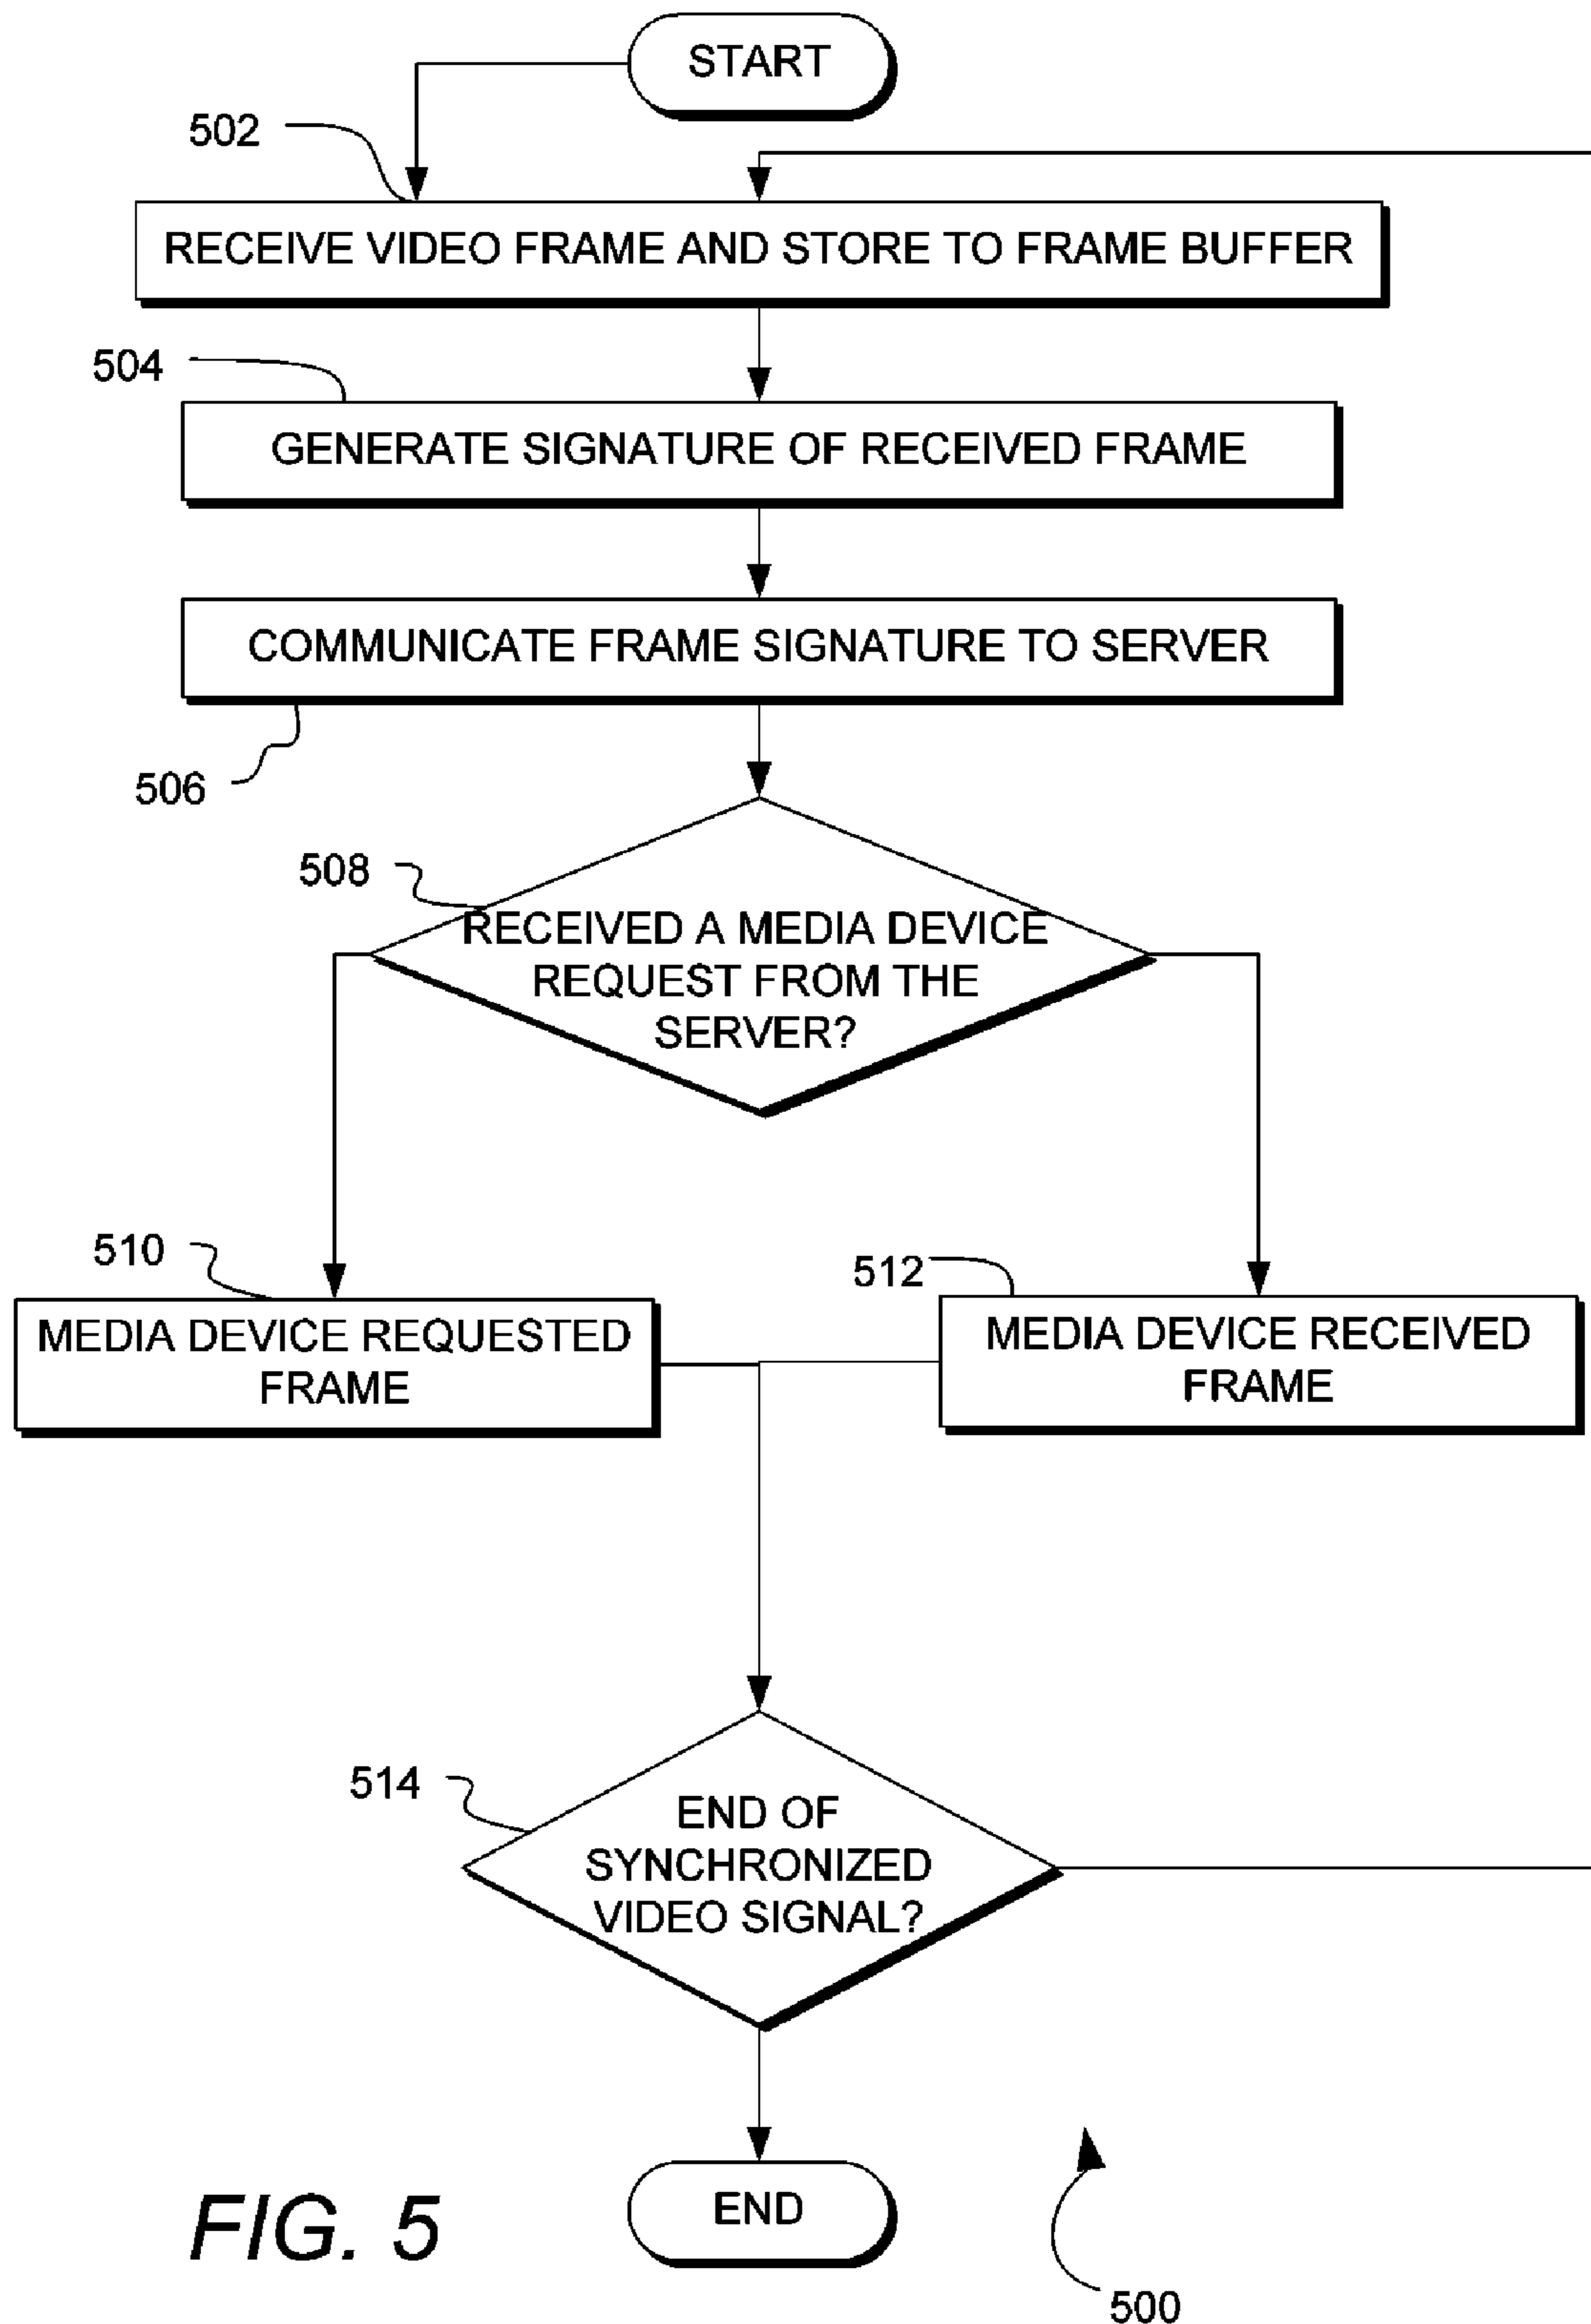 START
502
RECEIVE VIDEO FRAME AND STORE TO FRAME BUFFER
504
GENERATE SIGNATURE OF RECEIVED FRAME
COMMUNICATE FRAME SIGNATURE TO SERVER
506
508
RECEIVED A MEDIA DEVICE
REQUEST FROM THE
SERVER?
510
MEDIA DEVICE REQUESTED
FRAME
512
MEDIA DEVICE RECEIVED
FRAME
514
END OF
SYNCHRONIZED
VIDEO SIGNAL?
END
FIG. 5
500